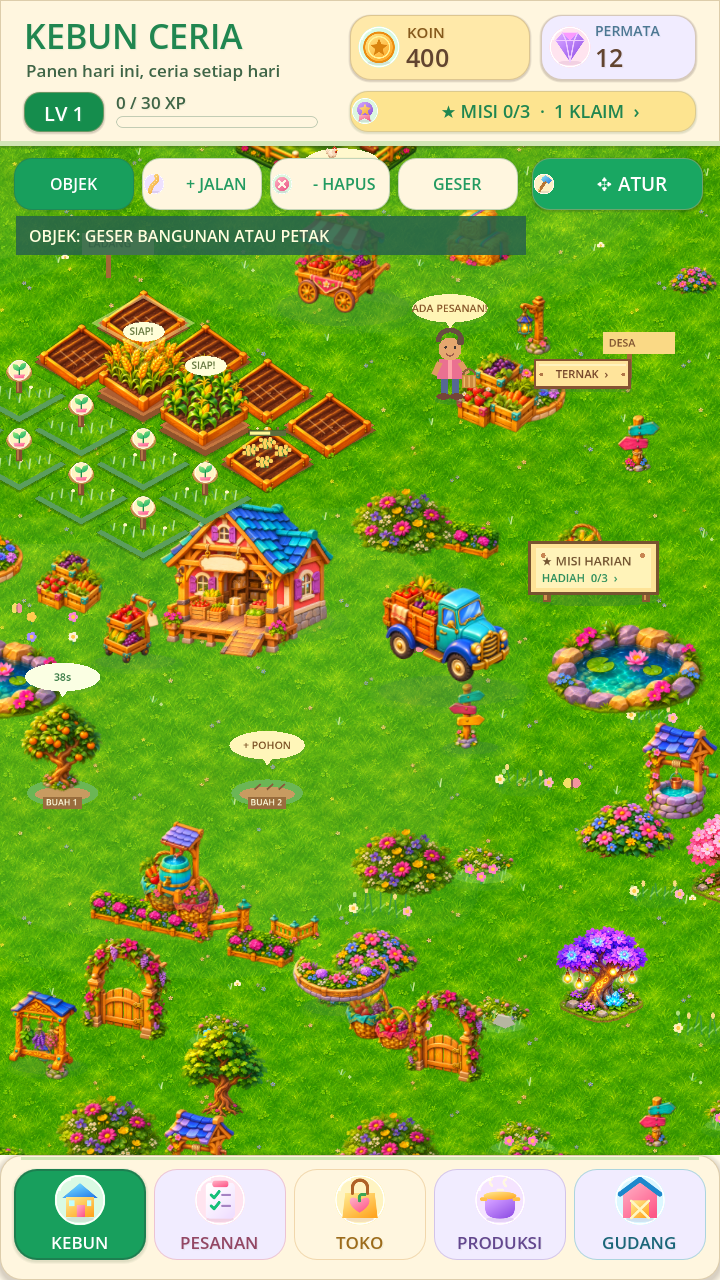 KEBUN CERIA
Panen hari ini, ceria setiap hari
LV 1
0 / 30 XP
KOIN
400
PERMATA
12
★ MISI 0/3 · 1 KLAIM ›
OBJEK
+ JALAN
- HAPUS
GESER
ATUR
OBJEK: GESER BANGUNAN ATAU PETAK
SIAP!
SIAP!
ADA PESANAN!
DESA
TERNAK ›
★ MISI HARIAN
HADIAH 0/3 ›
38s
+ POHON
BUAH 1
BUAH 2
KEBUN
PESANAN
TOKO
PRODUKSI
GUDANG